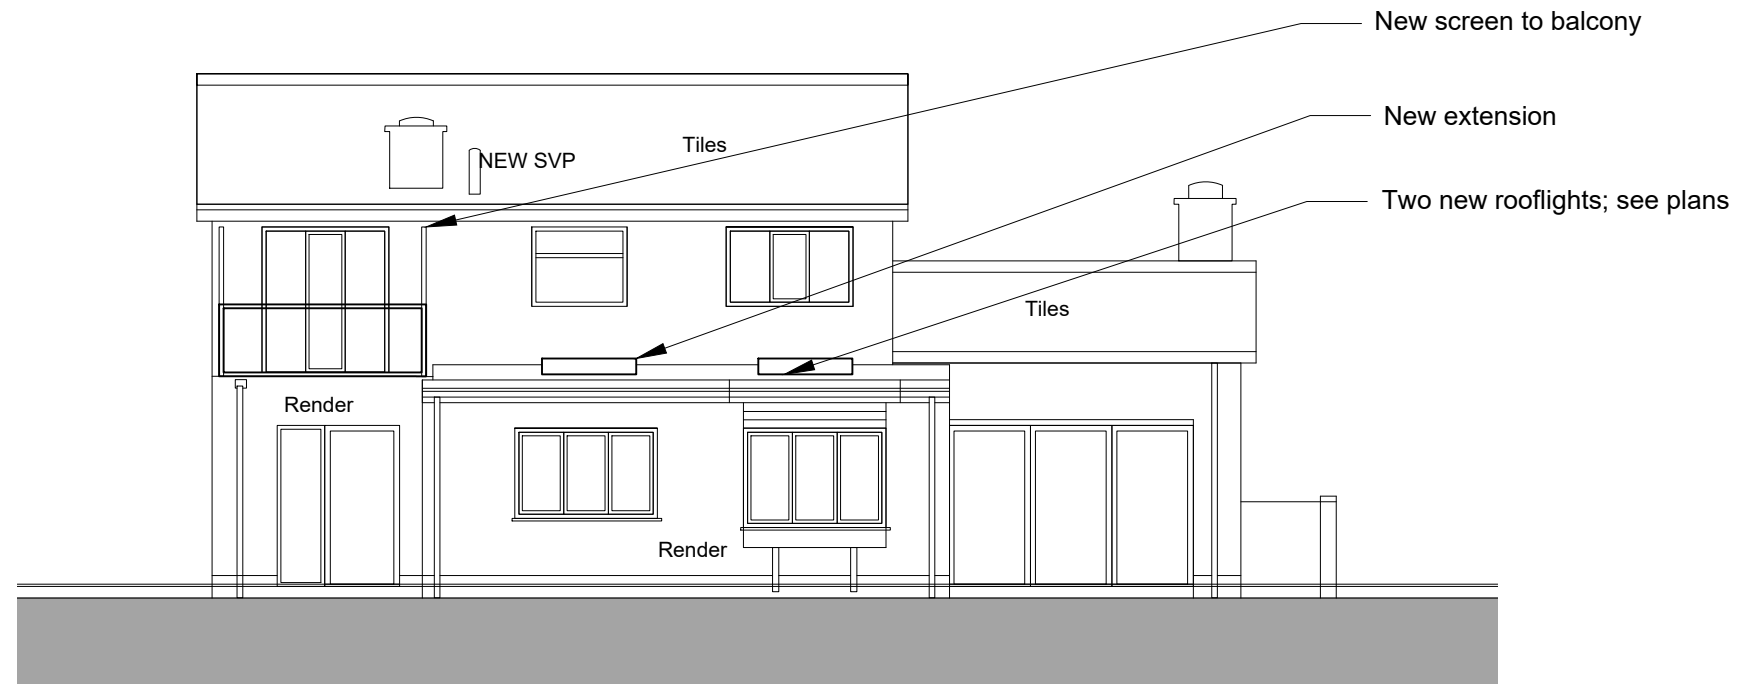 New screen to balcony
New extension
Tiles
NEW SVP
Two new rooflights; see plans
Tiles
Render
Render